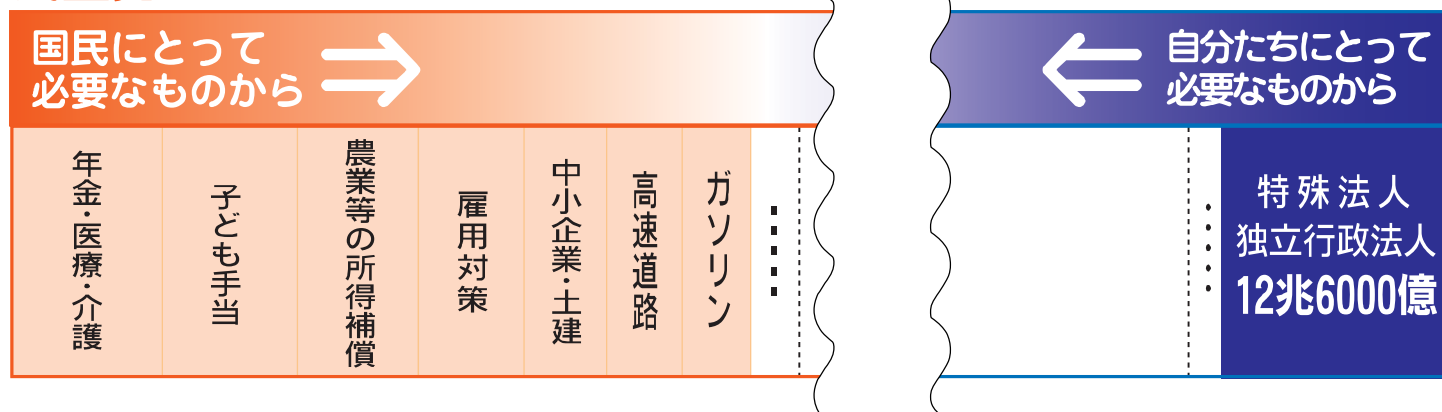 国民にとって
必要なものから
自分たちにとって
必要なものから
年金・医療・介護
子ども手当
農業等の所得補償
雇用対策
中小企業・土建
高速道路
ガソリン
特殊法人
独立行政法人
12兆6000億